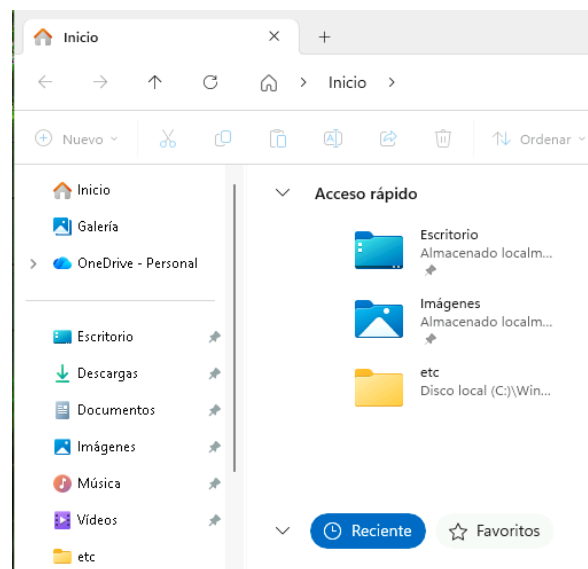 Inicio
Inicio
Nuevo
Ordenar
Inicio
Galería
OneDrive - Personal
Escritorio
Descargas
Documentos
Imágenes
Música
Vídeos
etc
Acceso rápido
Escritorio
Almacenado localm...
Imágenes
Almacenado localm...
etc
Disco local (C:)\Win...
Reciente
Favoritos